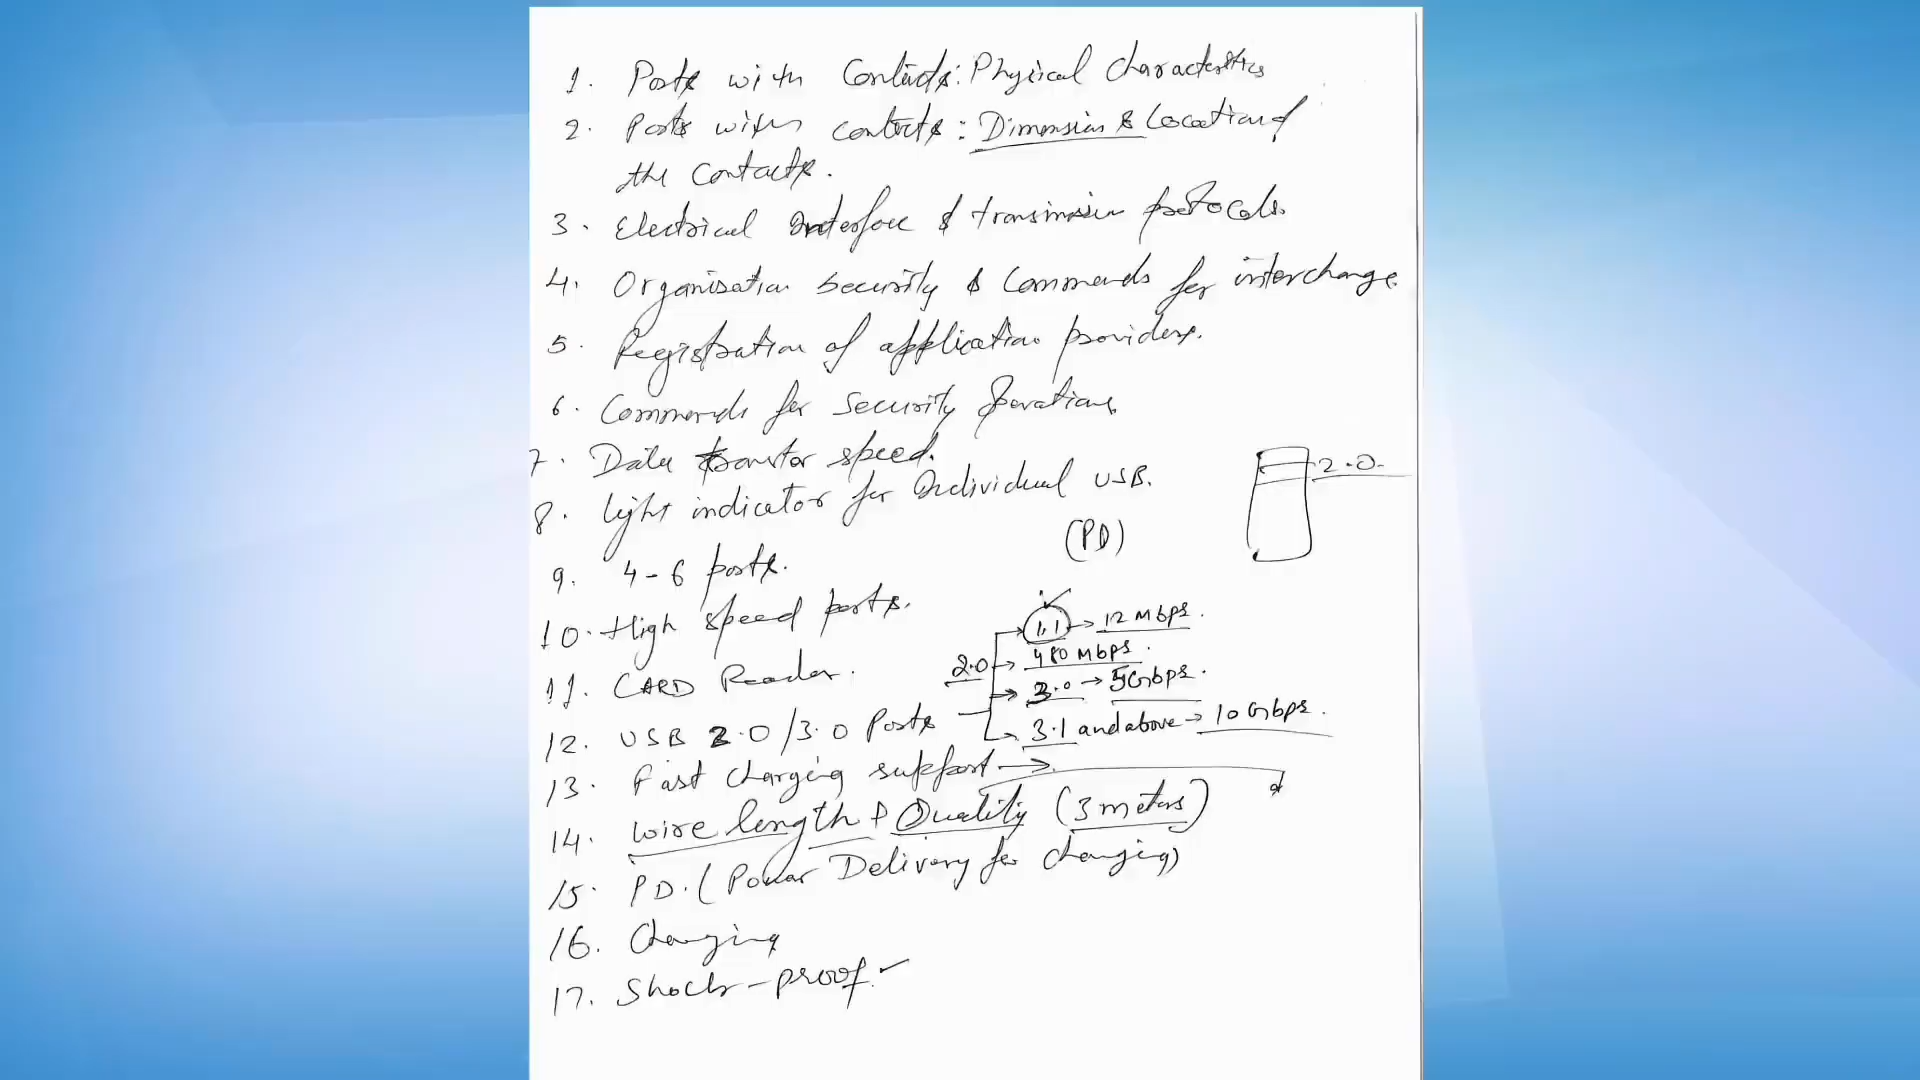 1. Ports with Contacts: Physical characteristics
2. Ports with contacts: Dimensions & Location of
the contacts.
3. Electrical Interface & transmission protocols.
4. Organisation security & Commands for interchange
5. Registration of application providers.
6. Commands for security operations
7. Data transfer speed.
8. light indicator for Individual USB.
2.0
(PD)
9. 4-6 ports.
10. High speed ports.
1.1 → 12 Mbps.
2.0 → 480 Mbps.
11. CARD Reader.
3.0 → 5Gbps.
12. USB 2.0/3.0 Ports
3.1 and above → 10 Gbps.
13. Fast charging support →
14. wire length & Quality (3 meters)
15. PD. (Power Delivery for charging)
16. Charging
17. Shock-proof